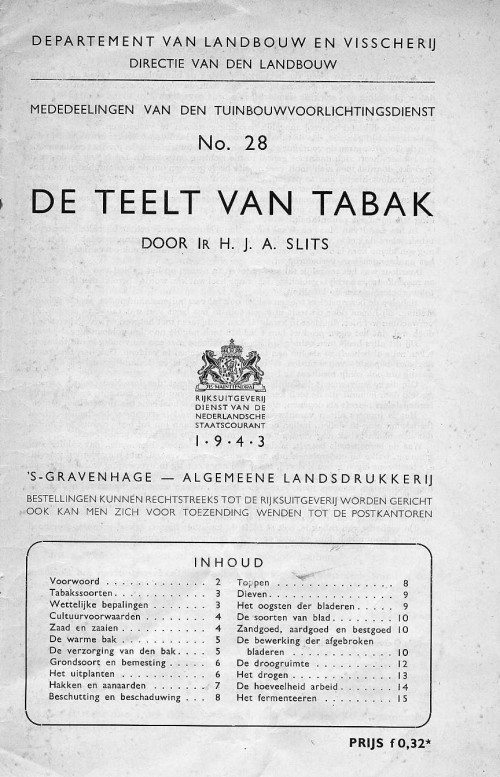 DEPARTEMENT VAN LANDBOUW EN VISSCHERIJ
DIRECTIE VAN DEN LANDBOUW
MEDEDEELINGEN VAN DEN TUINBOUWVOORLICHTINGSDIENST
No. 28
DE TEELT VAN TABAK
DOOR IR H. J. A. SLITS
JE MAINTIENDRAI
RIJKSUITGEVERIJ
DIENST VAN DE
NEDERLANDSCHE
STAATSCOURANT
1·9·4·3
'S-GRAVENHAGE — ALGEMEENE LANDSDRUKKERIJ
BESTELLINGEN KUNNEN RECHTSTREEKS TOT DE RIJKSUITGEVERIJ WORDEN GERICHT
OOK KAN MEN ZICH VOOR TOEZENDING WENDEN TOT DE POSTKANTOREN
INHOUD
Voorwoord . . . . . . . . . . . . . 2
Tabakssoorten . . . . . . . . . . . 3
Wettelijke bepalingen . . . . . . . 3
Cultuurvoorwaarden . . . . . . . . 4
Zaad en zaaien . . . . . . . . . . 4
De warme bak . . . . . . . . . . . 5
De verzorging van den bak . . . . 5
Grondsoort en bemesting . . . . . 6
Het uitplanten . . . . . . . . . . 6
Hakken en aanaarden . . . . . . . 7
Beschutting en beschaduwing . . . 8
Toppen . . . . . . . . . . . . . . 8
Dieven . . . . . . . . . . . . . . 9
Het oogsten der bladeren . . . . . 9
De soorten van blad . . . . . . . . 10
Zandgoed, aardgoed en bestgoed 10
De bewerking der afgebroken
bladeren . . . . . . . . . . . . 10
De droogruimte . . . . . . . . . . 12
Het drogen . . . . . . . . . . . . 13
De hoeveelheid arbeid . . . . . . . 14
Het fermenteeren . . . . . . . . . 15
PRIJS f 0,32*